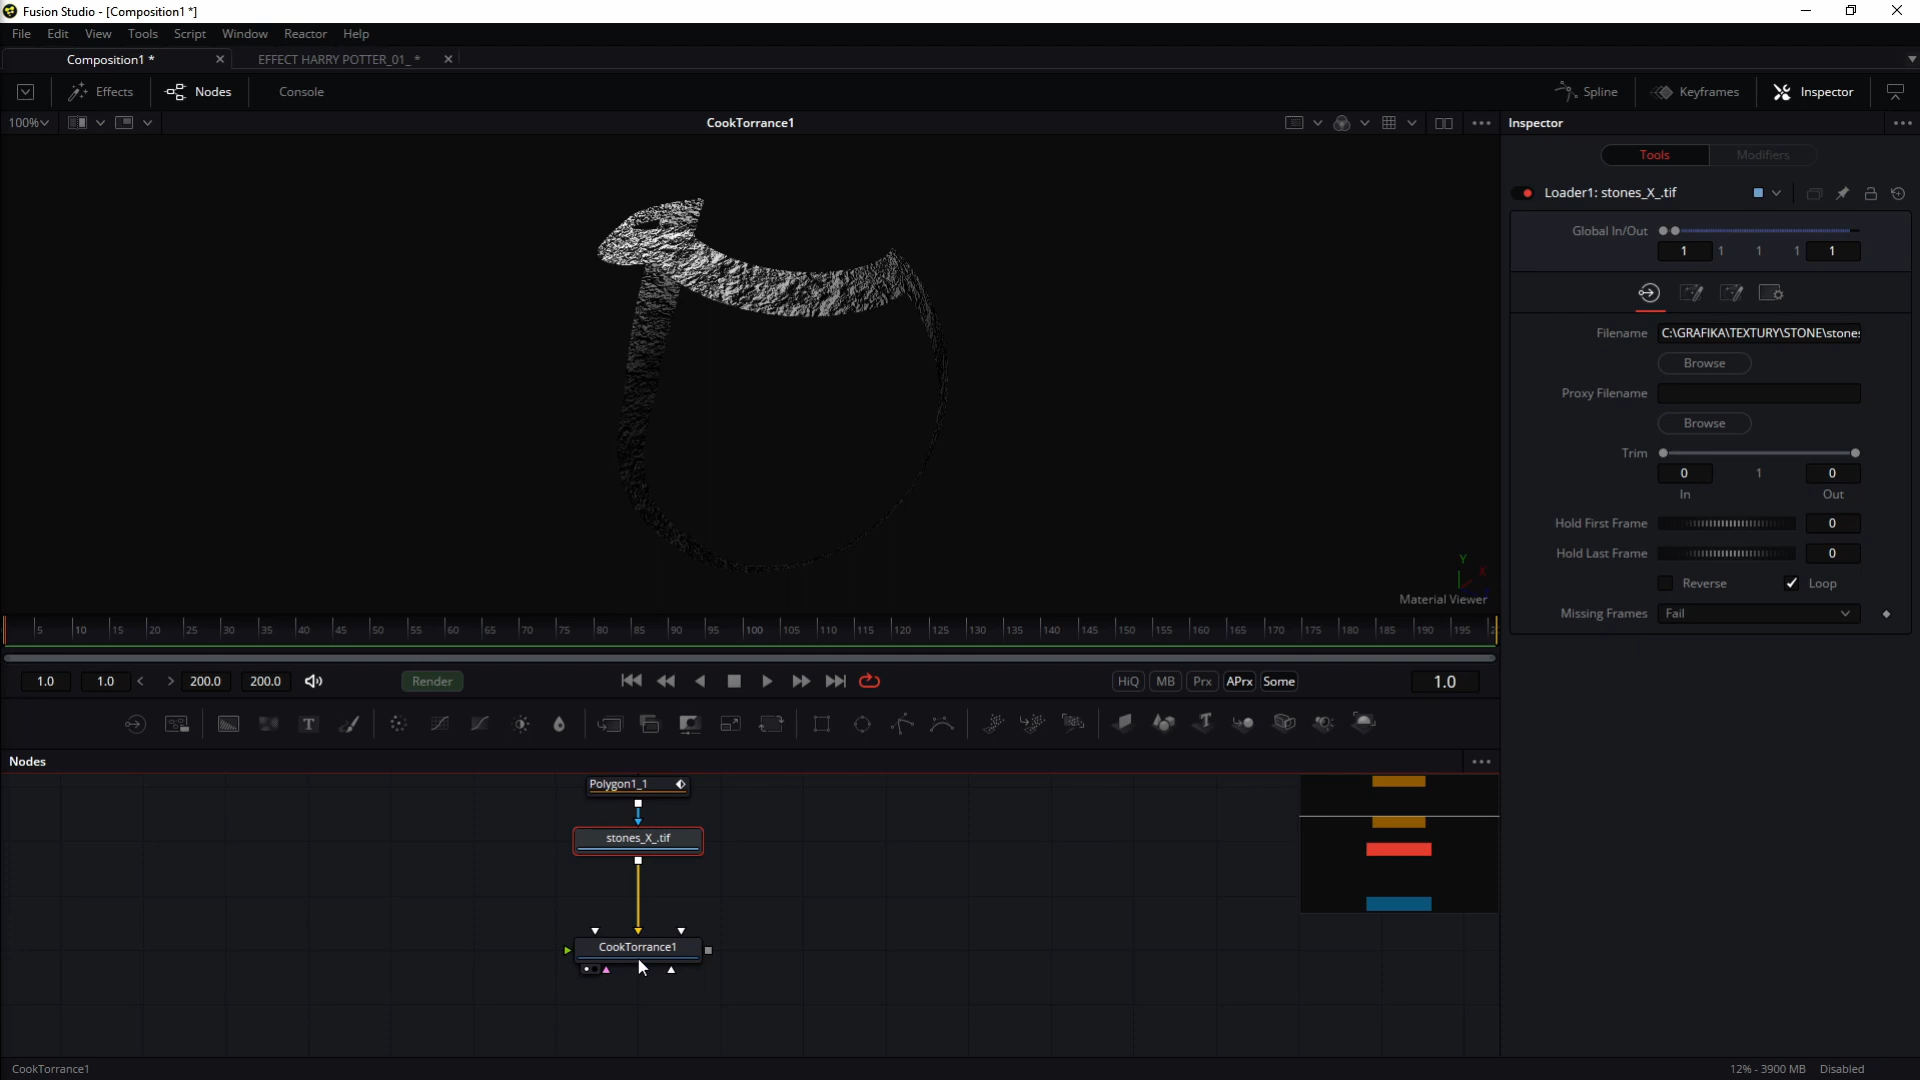 Fusion Studio - [Composition1 *]
File Edit View Tools Script Griffin Window Reactor Help
Composition1 *
EFFECT HARRY POTTER_01_ *
Effects
Nodes
Console
Spline
Keyframes
Inspector
100%
CookTorrance1
Inspector
Tools
Modifiers
Loader1: stones_X_.tif
Global In/Out
1 1 1 1 1
Filename C:\GRAFIKA\TEXTURY\STONE\stones
Browse
Proxy Filename
Browse
Trim
0 1 0
In Out
Hold First Frame 0
Hold Last Frame 0
Reverse
Loop
Missing Frames Fail
Y
X
Material Viewer
5 10 15 20 25 30 35 40 45 50 55 60 65 70 75 80 85 90 95 100 105 110 115 120 125 130 135 140 145 150 155 160 165 170 175 180 185 190 195
1.0 1.0 < > 200.0 200.0
Render
HiQ MB Prx APrx Some
1.0
T
Nodes
Polygon1_1
stones_X_.tif
CookTorrance1
CookTorrance1
12% - 3900 MB Disabled